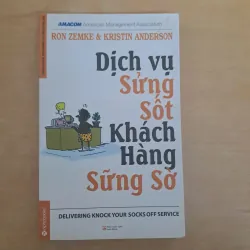 AMACOM American Management Association
RON ZEMKE & KRISTIN ANDERSON
Dịch vụ
Sửng
Sốt
Khách
Hàng
Sững Sờ
DELIVERING KNOCK YOUR SOCKS OFF SERVICE